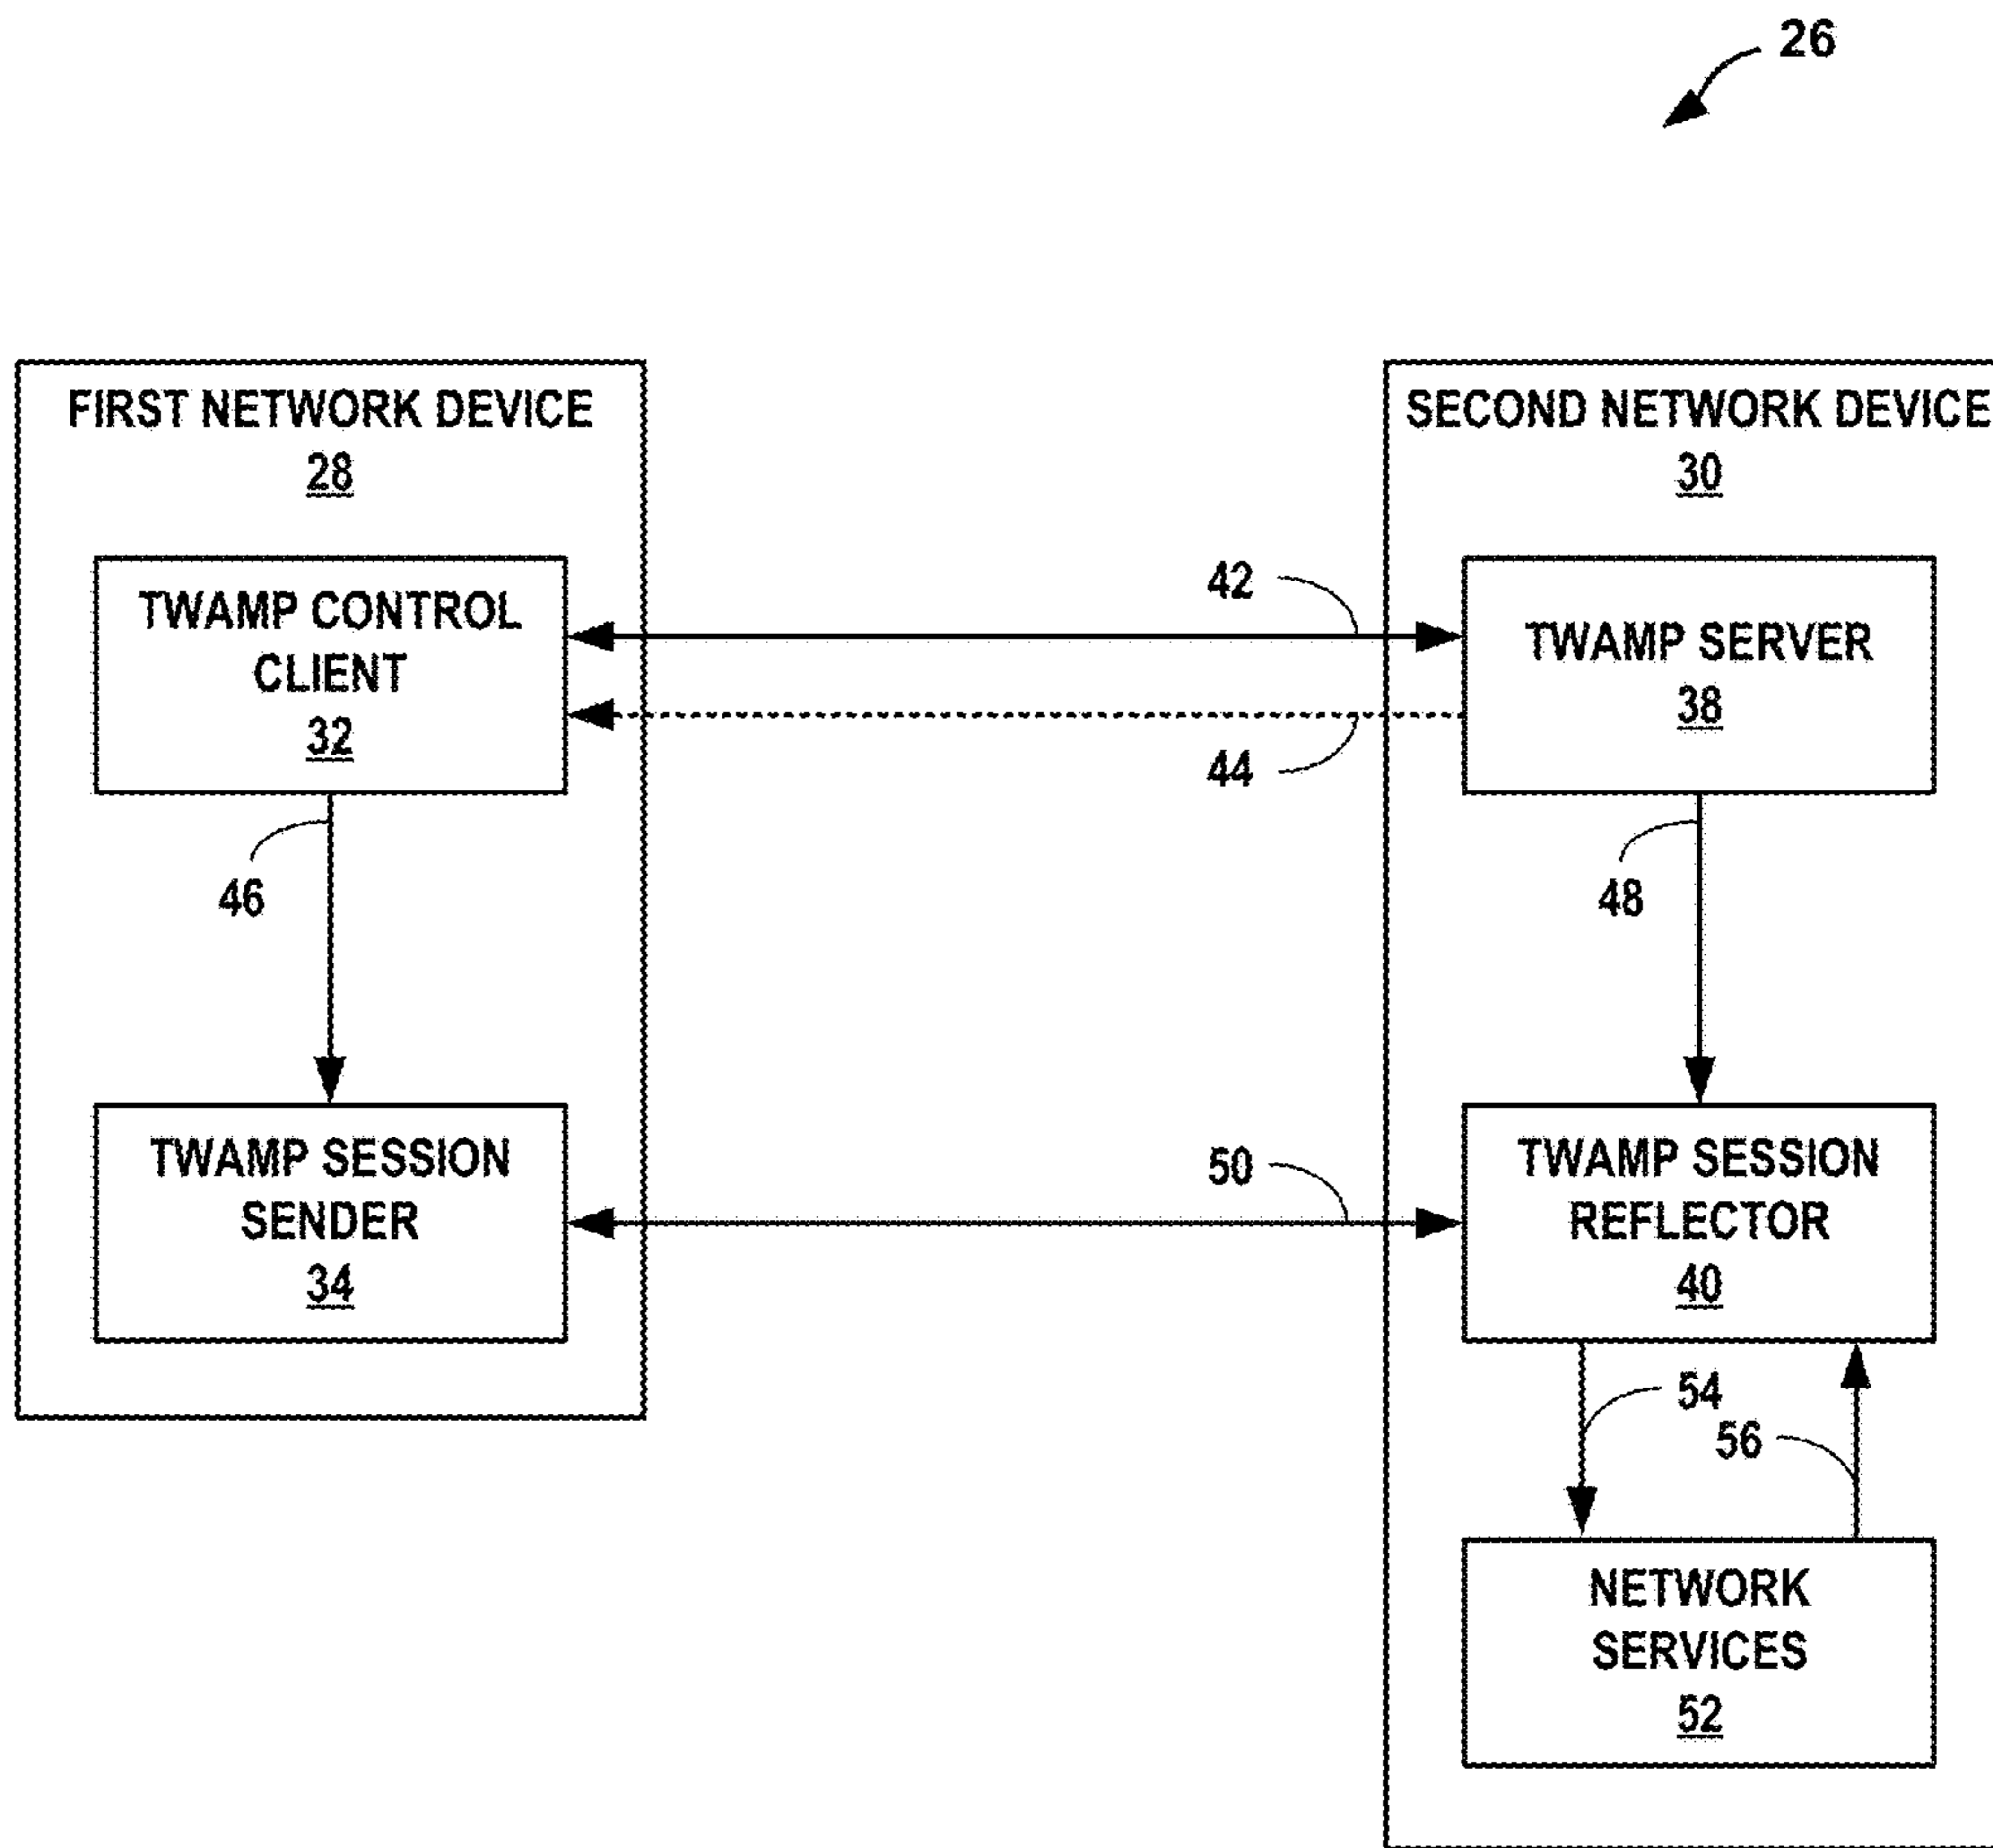 26
FIRST NETWORK DEVICE
28
SECOND NETWORK DEVICE
30
TWAMP CONTROL
CLIENT
32
42
44
TWAMP SERVER
38
46
48
TWAMP SESSION
SENDER
34
50
TWAMP SESSION
REFLECTOR
40
54
56
NETWORK
SERVICES
52